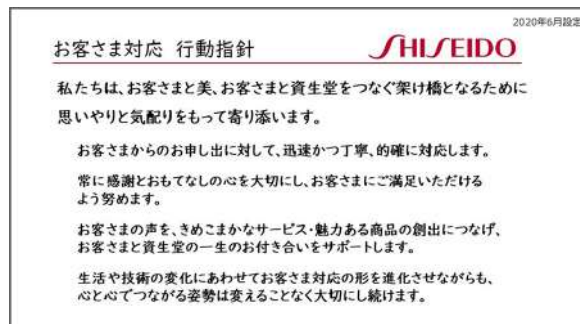 2020年6月設定
お客さま対応 行動指針
SHISEIDO
私たちは、お客さまと美、お客さまと資生堂をつなぐ架け橋となるために
思いやりと気配りをもって寄り添います。
お客さまからのお申し出に対して、迅速かつ丁寧、的確に対応します。
常に感謝とおもてなしの心を大切にし、お客さまにご満足いただける
よう努めます。
お客さまの声を、きめこまかなサービス・魅力ある商品の創出につなげ、
お客さまと資生堂の一生のお付き合いをサポートします。
生活や技術の変化にあわせてお客さま対応の形を進化させながらも、
心と心でつながる姿勢は変えることなく大切にし続けます。